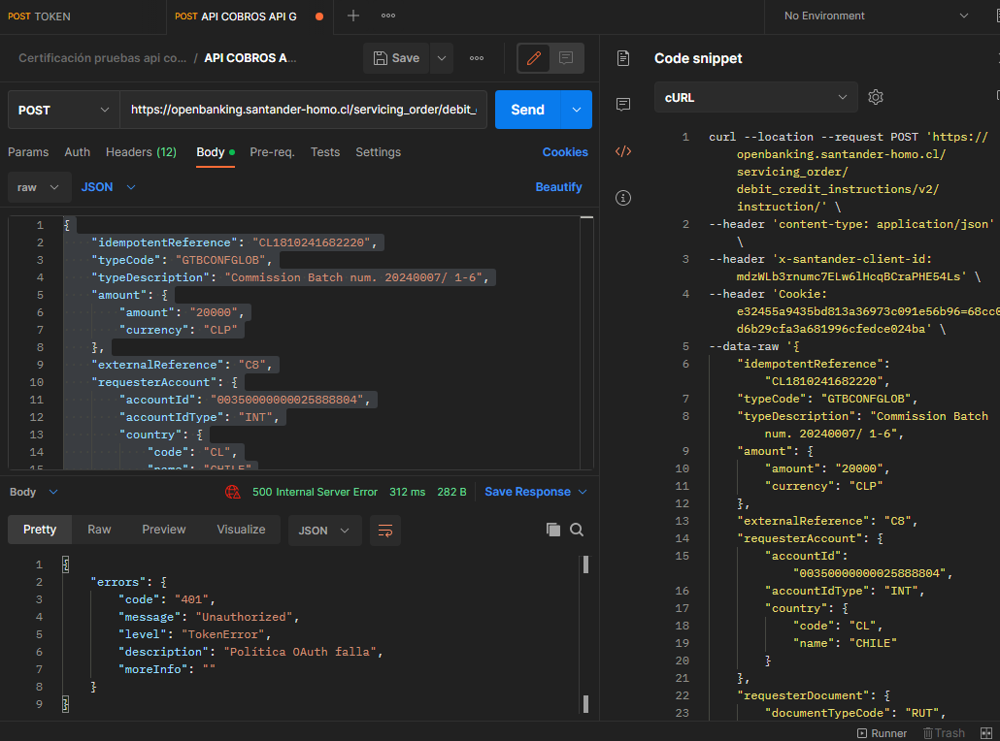 POST TOKEN
POST API COBROS API G
No Environment
Certificación pruebas api co... / API COBROS A...
Save
Code snippet
POST
https://openbanking.santander-homo.cl/servicing_order/debit_
Send
cURL
Params Auth Headers (12) Body Pre-req. Tests Settings Cookies
raw JSON Beautify
1 {
2 "idempotentReference": "CL1810241682220",
3 "typeCode": "GTBCONFGLOB",
4 "typeDescription": "Commission Batch num. 20240007/ 1-6",
5 "amount": {
6 "amount": "20000",
7 "currency": "CLP"
8 },
9 "externalReference": "C8",
10 "requesterAccount": {
11 "accountId": "00350000000025888804",
12 "accountIdType": "INT",
13 "country": {
14 "code": "CL",
15 "name": "CHILE"
Body
500 Internal Server Error 312 ms 282 B Save Response
Pretty Raw Preview Visualize JSON
1 {
2 "errors": {
3 "code": "401",
4 "message": "Unauthorized",
5 "level": "TokenError",
6 "description": "Política OAuth falla",
7 "moreInfo": ""
8 }
9 }
1 curl --location --request POST 'https://
openbanking.santander-homo.cl/
servicing_order/
debit_credit_instructions/v2/
instruction/' \
2 --header 'content-type: application/json'
\
3 --header 'x-santander-client-id:
mdzWLb3rnumc7ELw6lHcqBCraPHE54Ls' \
4 --header 'Cookie:
e32455a9435bd813a36973c091e56b96=68cc0
d6b29cfa3a681996cfedce024ba' \
5 --data-raw '{
6 "idempotentReference":
"CL1810241682220",
7 "typeCode": "GTBCONFGLOB",
8 "typeDescription": "Commission Batch
num. 20240007/ 1-6",
9 "amount": {
10 "amount": "20000",
11 "currency": "CLP"
12 },
13 "externalReference": "C8",
14 "requesterAccount": {
15 "accountId":
"00350000000025888804",
16 "accountIdType": "INT",
17 "country": {
18 "code": "CL",
19 "name": "CHILE"
20 }
21 },
22 "requesterDocument": {
23 "documentTypeCode": "RUT",
Runner Trash